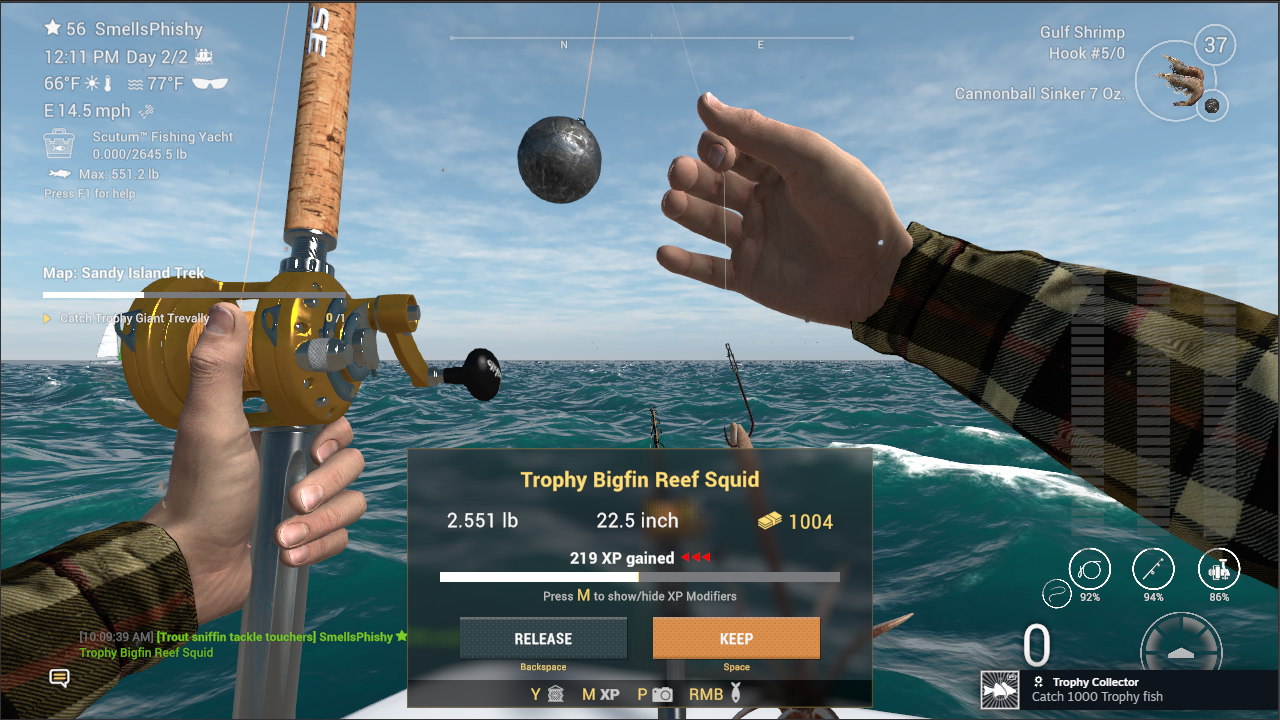 56 SmellsPhishy
12:11 PM Day 2/2
66°F 77°F
E 14.5 mph
Scutum™ Fishing Yacht
0.000/2645.5 lb
Max: 551.2 lb
Press F1 for help
Map: Sandy Island Trek
Catch Trophy Giant Trevally 0 /1
SE
N E
Gulf Shrimp
Hook #5/0
37
Cannonball Sinker 7 Oz.
Trophy Bigfin Reef Squid
2.551 lb 22.5 inch 1004
219 XP gained
Press M to show/hide XP Modifiers
RELEASE KEEP
Backspace Space
Y M XP P RMB
[10:09:39 AM] [Trout sniffin tackle touchers] SmellsPhishy
Trophy Bigfin Reef Squid
92% 94% 86%
0
Trophy Collector
Catch 1000 Trophy fish